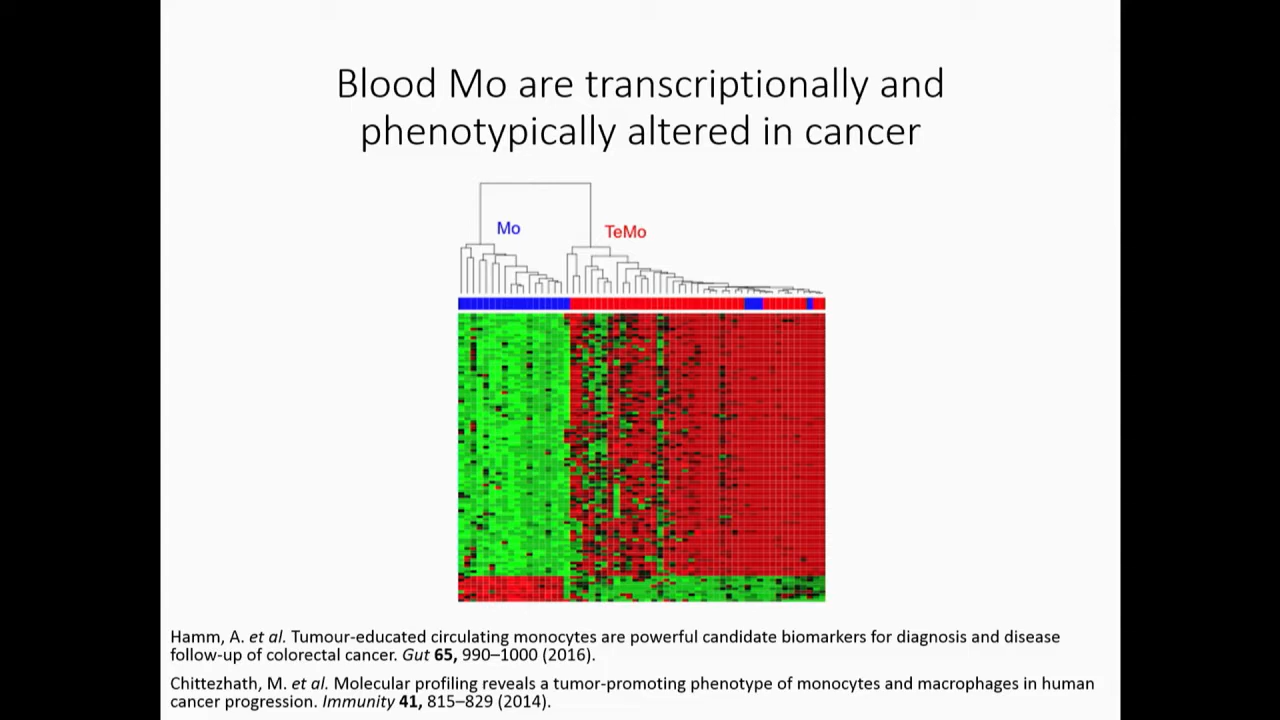 Blood Mo are transcriptionally and
phenotypically altered in cancer
Mo
TeMo
Hamm, A. et al. Tumour-educated circulating monocytes are powerful candidate biomarkers for diagnosis and disease
follow-up of colorectal cancer. Gut 65, 990–1000 (2016).
Chittezhath, M. et al. Molecular profiling reveals a tumor-promoting phenotype of monocytes and macrophages in human
cancer progression. Immunity 41, 815–829 (2014).